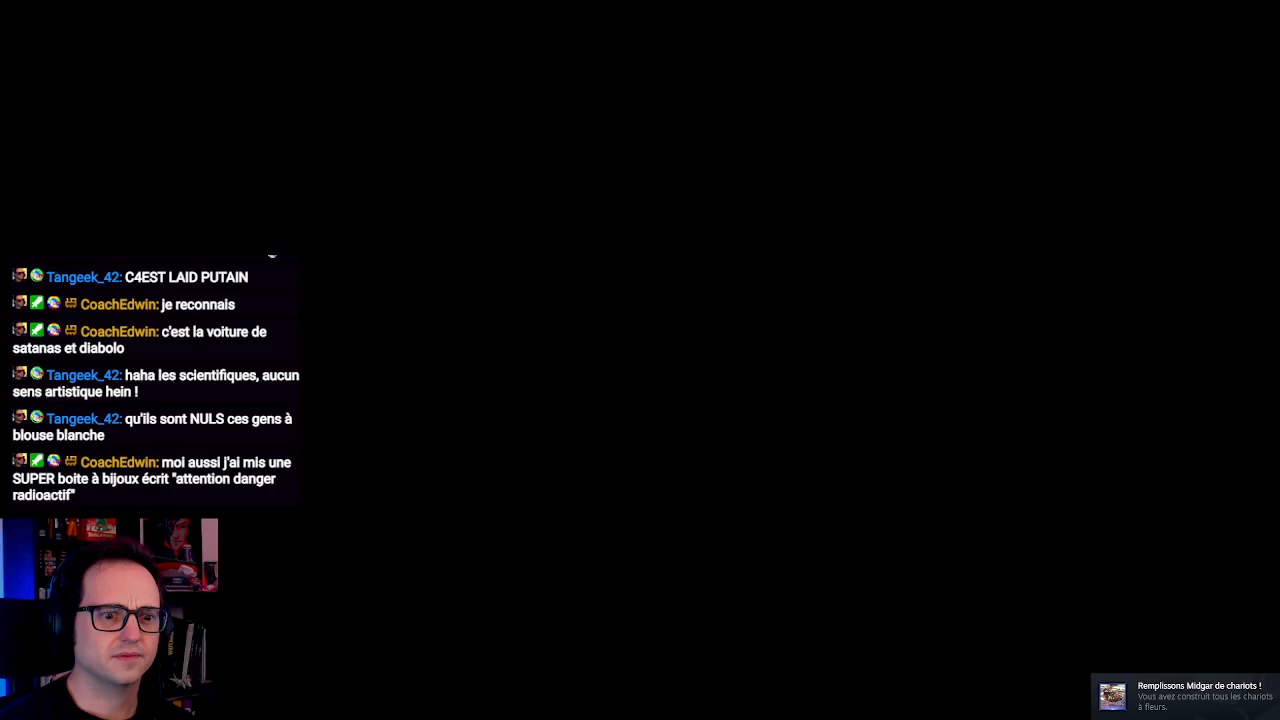 Tangeek_42: C4EST LAID PUTAIN
CoachEdwin: je reconnais
CoachEdwin: c'est la voiture de
satanas et diabolo
Tangeek_42: haha les scientifiques, aucun
sens artistique hein !
Tangeek_42: qu'ils sont NULS ces gens à
blouse blanche
CoachEdwin: moi aussi j'ai mis une
SUPER boite à bijoux écrit "attention danger
radioactif"
Remplissons Midgar de chariots !
Vous avez construit tous les chariots
à fleurs.